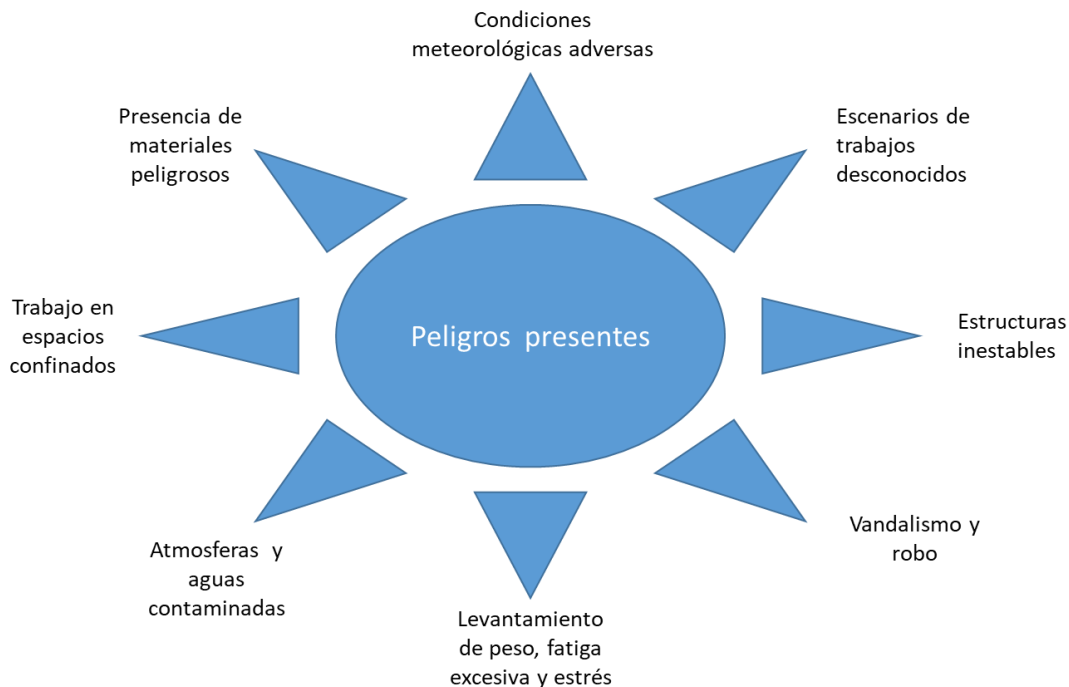 Condiciones
meteorológicas adversas
Presencia de
materiales
peligrosos
Escenarios de
trabajos
desconocidos
Trabajo en
espacios
confinados
Peligros presentes
Estructuras
inestables
Atmosferas y
aguas
contaminadas
Vandalismo y
robo
Levantamiento
de peso, fatiga
excesiva y estrés